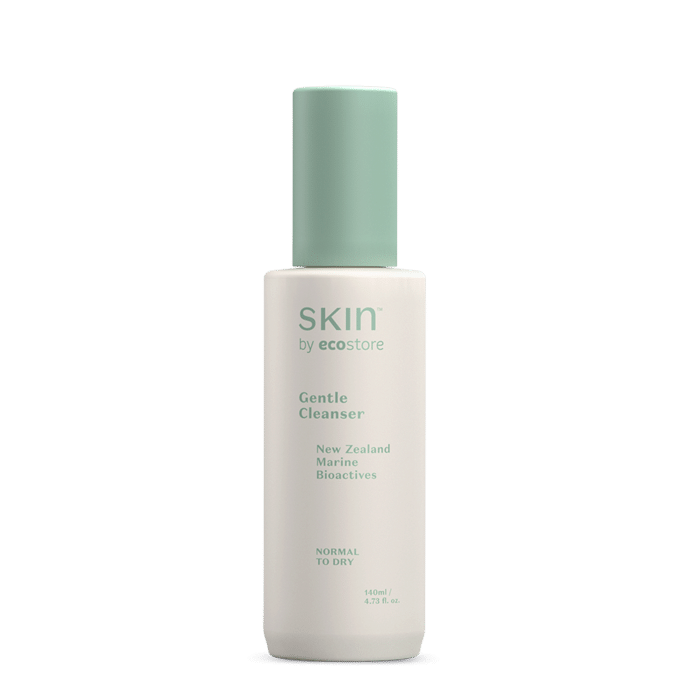 SKIN™
by ecostore
Gentle
Cleanser
New Zealand
Marine
Bioactives
NORMAL
TO DRY
140ml /
4.73 fl. oz.